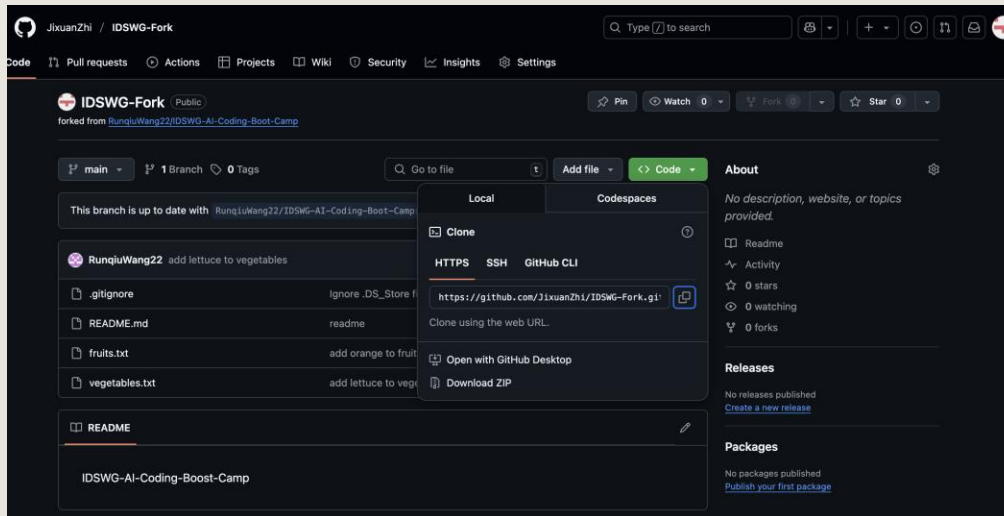 JixuanZhi / IDSWG-Fork
Type / to search
Code Pull requests Actions Projects Wiki Security Insights Settings
IDSWG-Fork Public
Pin Watch 0 Fork 0 Star 0
forked from RunqiuWang22/IDSWG-AI-Coding-Boot-Camp
main 1 Branch 0 Tags
Go to file t Add file <> Code
This branch is up to date with RunqiuWang22/IDSWG-AI-Coding-Boot-Camp
RunqiuWang22 add lettuce to vegetables
.gitignore Ignore .DS_Store
README.md readme
fruits.txt add orange to fruit
vegetables.txt add lettuce to vege
Local Codespaces
Clone
HTTPS SSH GitHub CLI
https://github.com/JixuanZhi/IDSWG-Fork.gi
Clone using the web URL.
Open with GitHub Desktop
Download ZIP
README
IDSWG-AI-Coding-Boost-Camp
About
No description, website, or topics
provided.
Readme
Activity
0 stars
0 watching
0 forks
Releases
No releases published
Create a new release
Packages
No packages published
Publish your first package